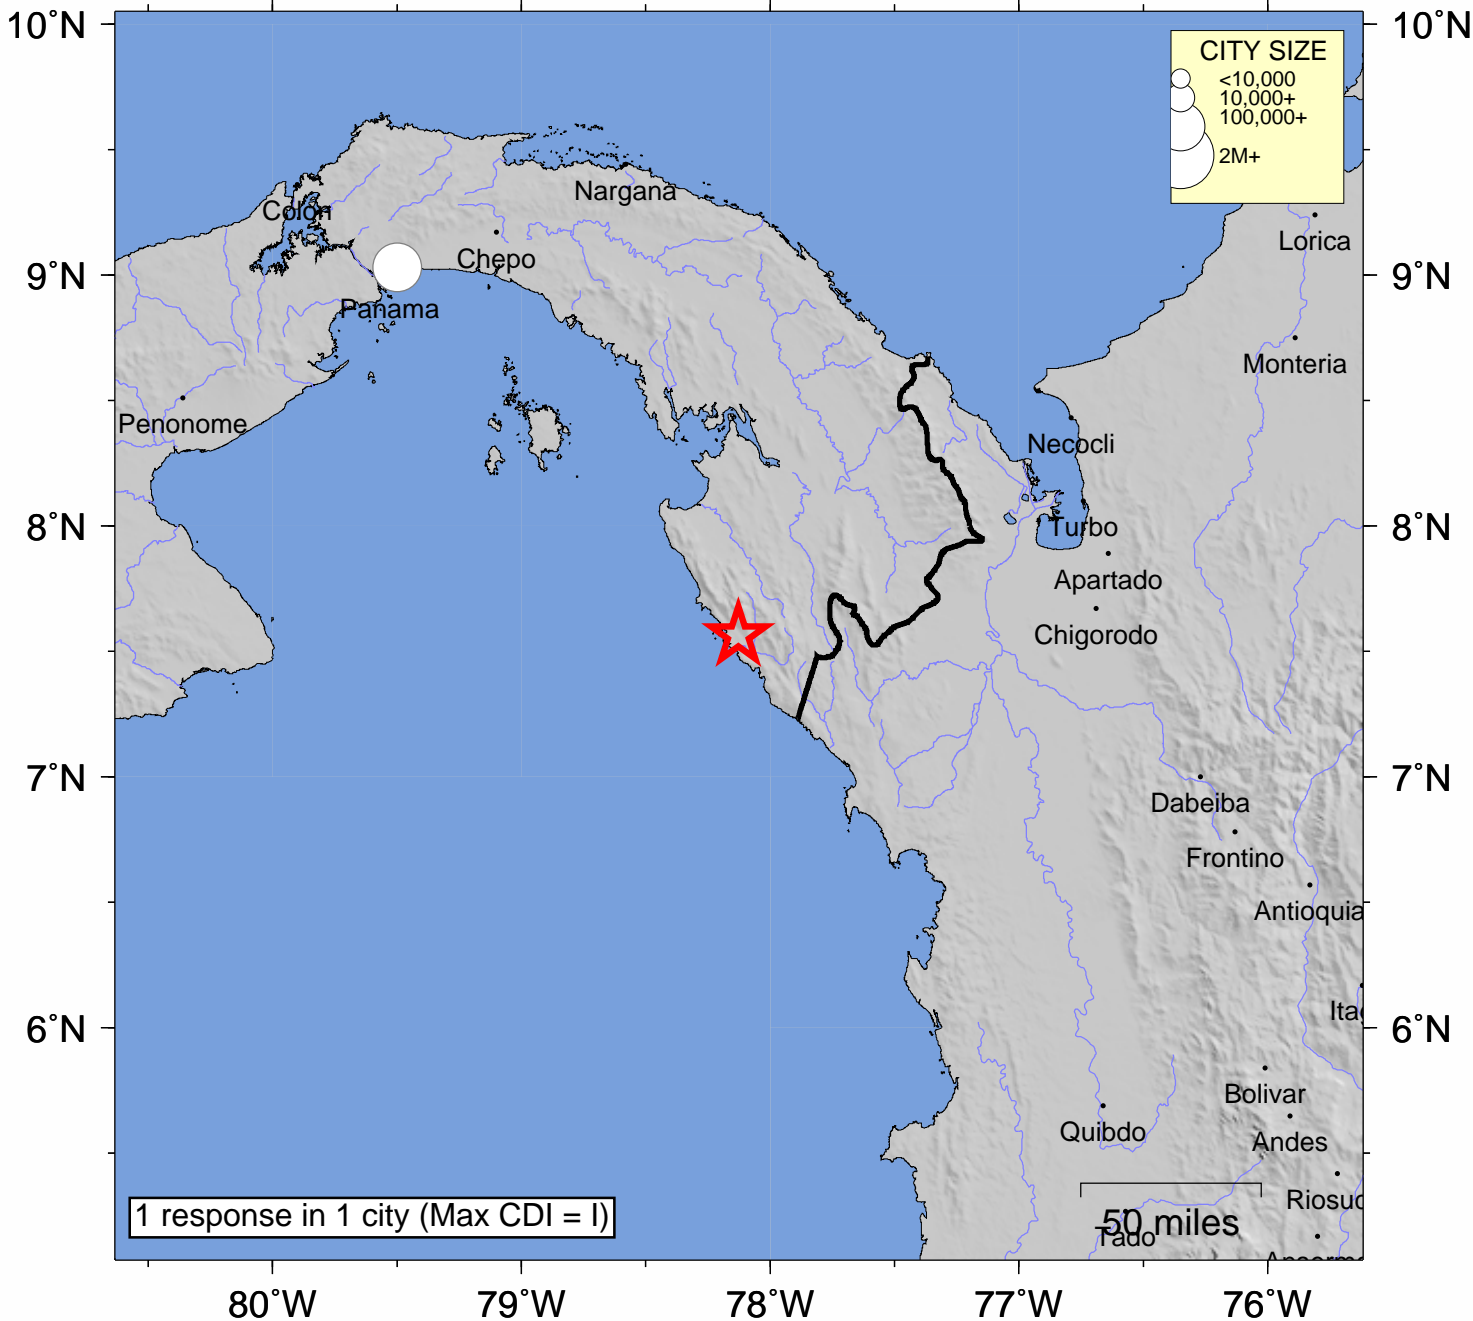 10°N
10°N
CITY SIZE
<10,000
10,000+
100,000+
2M+
Nargana
Colon
Lorica
Chepo
9°N
9°N
Panama
Monteria
Penonome
Necocli
8°N
8°N
Turbo
Apartado
Chigorodo
7°N
7°N
Dabeiba
Frontino
Antioquia
Ita
6°N
6°N
Bolivar
Quibdo
Andes
Riosuc
1 response in 1 city (Max CDI = I)
50 miles
Tado
80°W
79°W
78°W
77°W
76°W